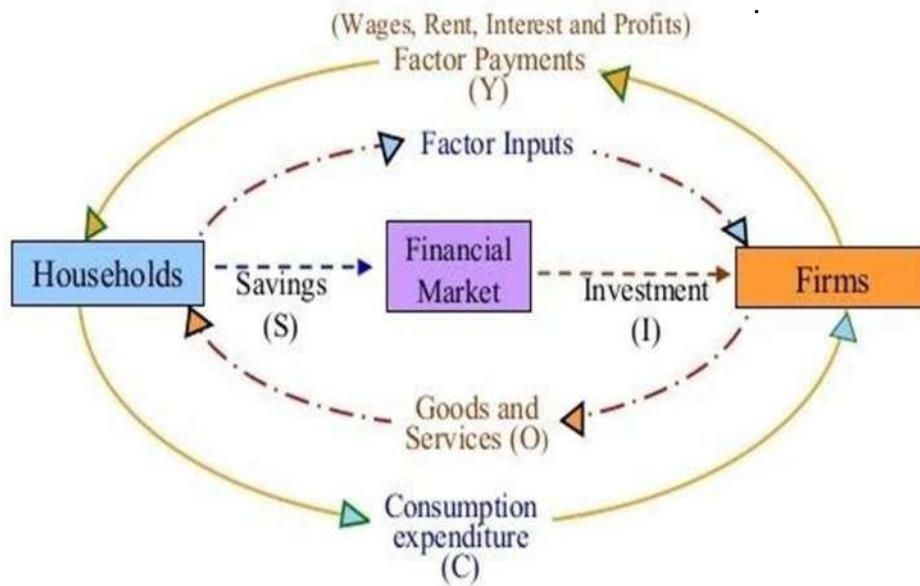 (Wages, Rent, Interest and Profits)
Factor Payments
(Y)
Factor Inputs
Households
Savings
(S)
Financial
Market
Investment
(I)
Firms
Goods and
Services (O)
Consumption
expenditure
(C)